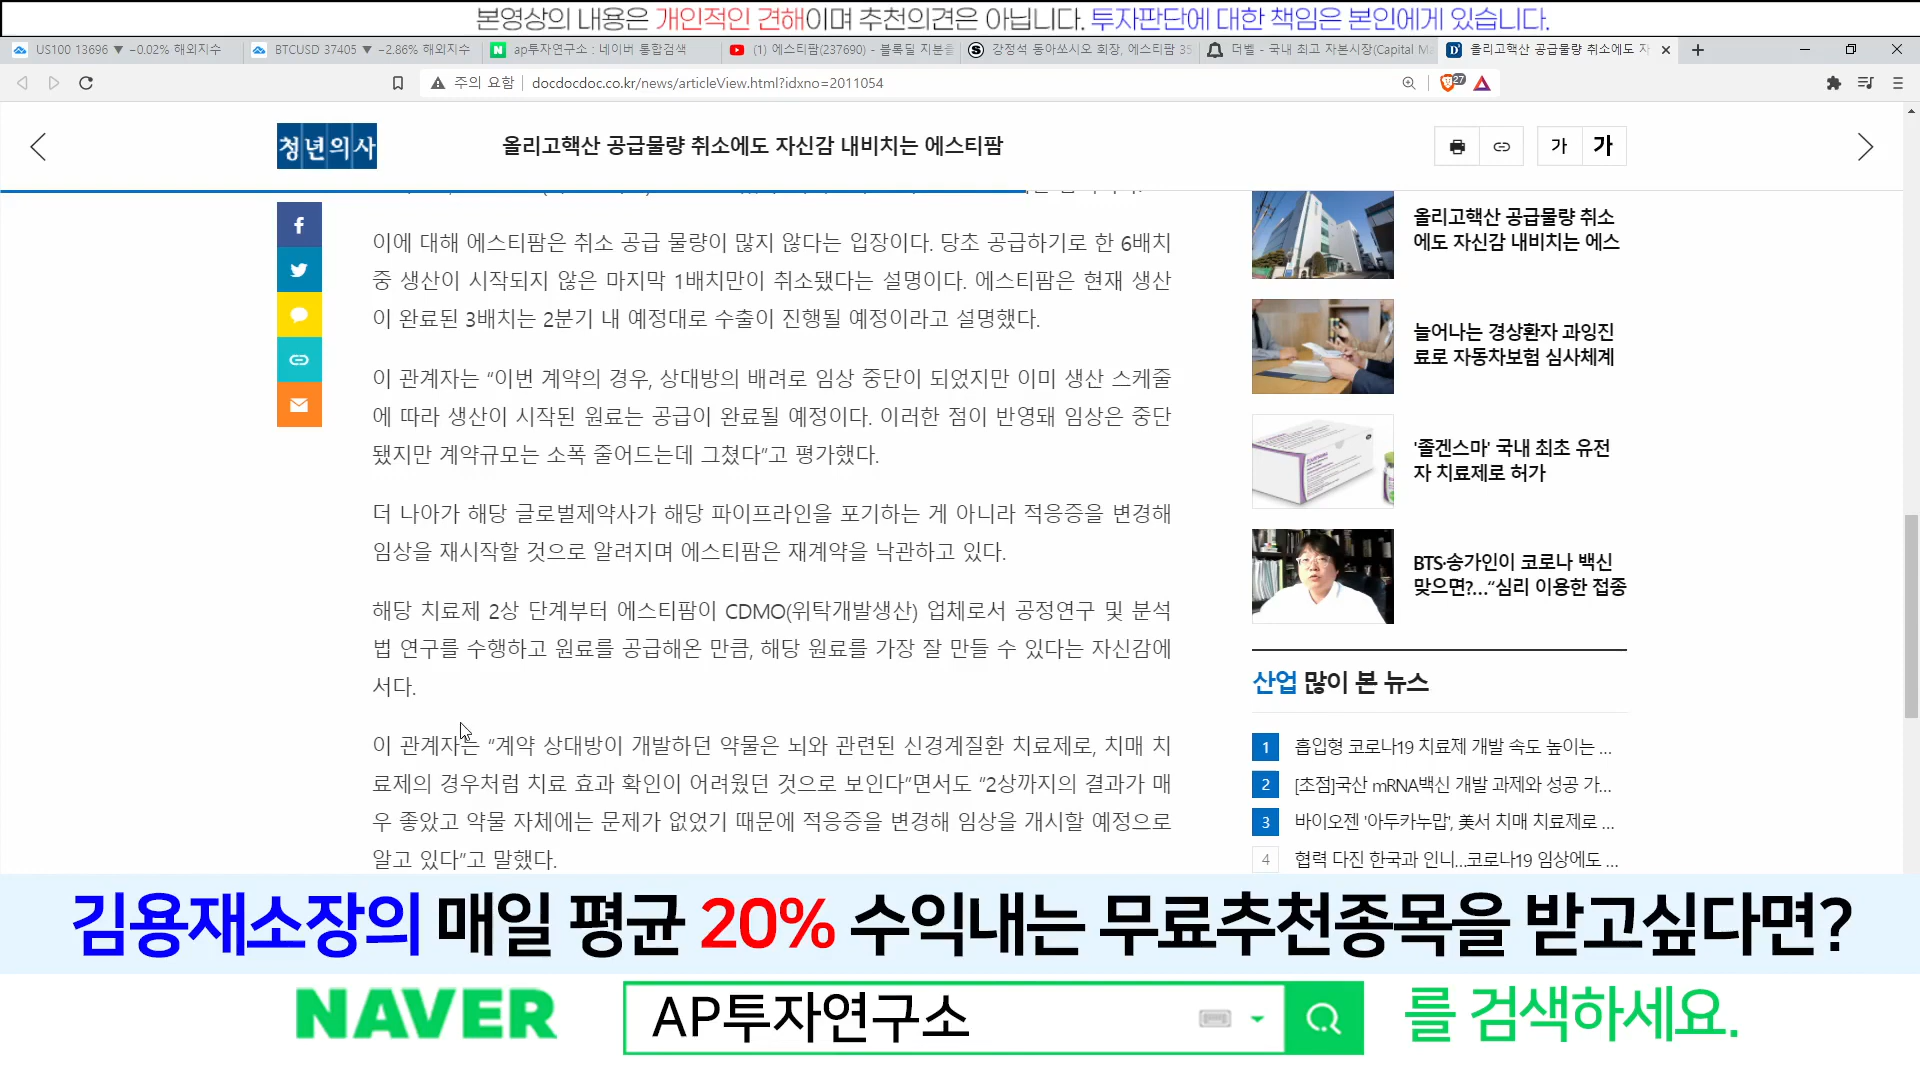 본영상의 내용은 개인적인 견해이며 추천의견은 아닙니다. 투자판단에 대한 책임은 본인에게 있습니다.
US100 13696 ▼ −0.02% 해외지수
BTCUSD 37405 ▼ −2.86% 해외지수
ap투자연구소 : 네이버 통합검색
(1) 에스티팜(237690) - 블록딜 지분
강정석 동아쏘시오 회장, 에스티팜 35
더벨 - 국내 최고 자본시장(Capital M
올리고핵산 공급물량 취소에도 자
주의 요함 docdocdoc.co.kr/news/articleView.html?idxno=2011054
27
청년의사
올리고핵산 공급물량 취소에도 자신감 내비치는 에스티팜
가 가
이에 대해 에스티팜은 취소 공급 물량이 많지 않다는 입장이다. 당초 공급하기로 한 6배치
중 생산이 시작되지 않은 마지막 1배치만이 취소됐다는 설명이다. 에스티팜은 현재 생산
이 완료된 3배치는 2분기 내 예정대로 수출이 진행될 예정이라고 설명했다.
이 관계자는 “이번 계약의 경우, 상대방의 배려로 임상 중단이 되었지만 이미 생산 스케줄
에 따라 생산이 시작된 원료는 공급이 완료될 예정이다. 이러한 점이 반영돼 임상은 중단
됐지만 계약규모는 소폭 줄어드는데 그쳤다”고 평가했다.
더 나아가 해당 글로벌제약사가 해당 파이프라인을 포기하는 게 아니라 적응증을 변경해
임상을 재시작할 것으로 알려지며 에스티팜은 재계약을 낙관하고 있다.
해당 치료제 2상 단계부터 에스티팜이 CDMO(위탁개발생산) 업체로서 공정연구 및 분석
법 연구를 수행하고 원료를 공급해온 만큼, 해당 원료를 가장 잘 만들 수 있다는 자신감에
서다.
이 관계자는 “계약 상대방이 개발하던 약물은 뇌와 관련된 신경계질환 치료제로, 치매 치
료제의 경우처럼 치료 효과 확인이 어려웠던 것으로 보인다”면서도 “2상까지의 결과가 매
우 좋았고 약물 자체에는 문제가 없었기 때문에 적응증을 변경해 임상을 개시할 예정으로
알고 있다”고 말했다.
올리고핵산 공급물량 취소
에도 자신감 내비치는 에스
늘어나는 경상환자 과잉진
료로 자동차보험 심사체계
'졸겐스마' 국내 최초 유전
자 치료제로 허가
BTS·송가인이 코로나 백신
맞으면?…“심리 이용한 접종
산업 많이 본 뉴스
1 흡입형 코로나19 치료제 개발 속도 높이는 ...
2 [초점]국산 mRNA백신 개발 과제와 성공 가...
3 바이오젠 '아두카누맙', 美서 치매 치료제로 ...
4 협력 다진 한국과 인니…코로나19 임상에도 ...
김용재소장의 매일 평균 20% 수익내는 무료추천종목을 받고싶다면?
NAVER AP투자연구소 를 검색하세요.